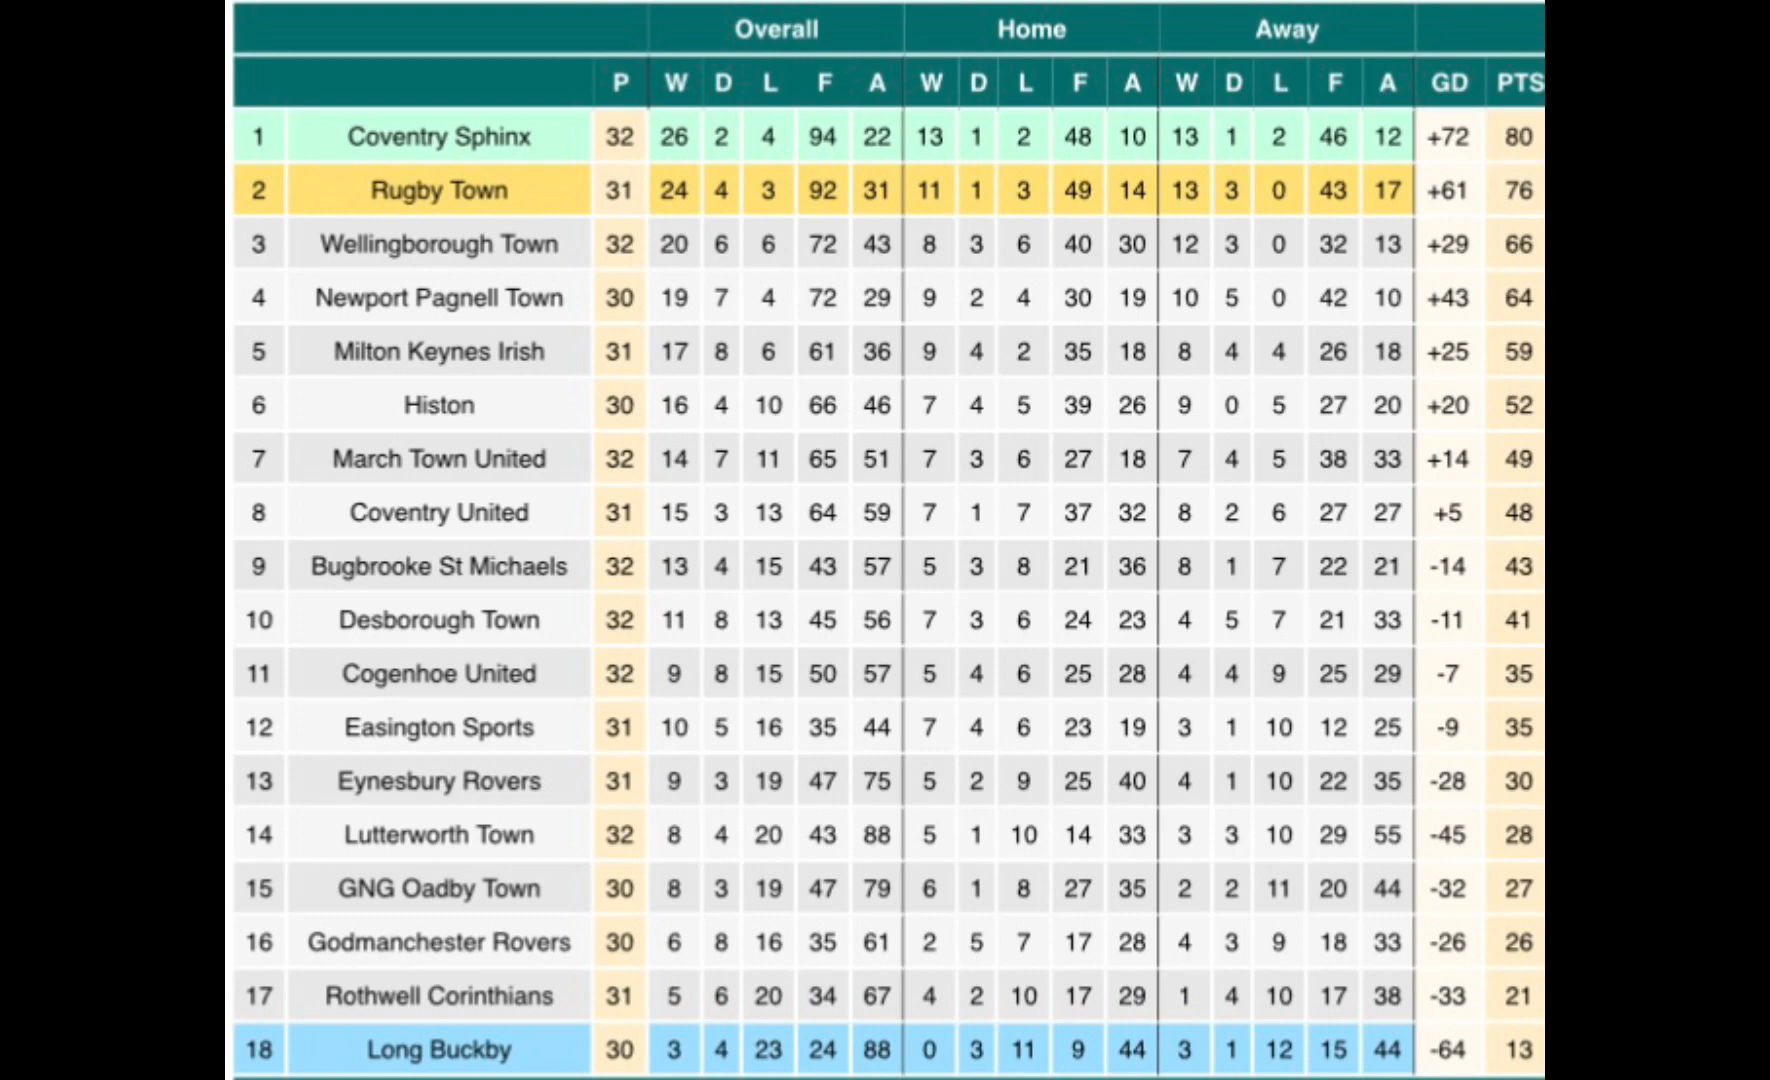 Overall Home Away
P W D L F A W D L F A W D L F A GD PTS
1 Coventry Sphinx 32 26 2 4 94 22 13 1 2 48 10 13 1 2 46 12 +72 80
2 Rugby Town 31 24 4 3 92 31 11 1 3 49 14 13 3 0 43 17 +61 76
3 Wellingborough Town 32 20 6 6 72 43 8 3 6 40 30 12 3 0 32 13 +29 66
4 Newport Pagnell Town 30 19 7 4 72 29 9 2 4 30 19 10 5 0 42 10 +43 64
5 Milton Keynes Irish 31 17 8 6 61 36 9 4 2 35 18 8 4 4 26 18 +25 59
6 Histon 30 16 4 10 66 46 7 4 5 39 26 9 0 5 27 20 +20 52
7 March Town United 32 14 7 11 65 51 7 3 6 27 18 7 4 5 38 33 +14 49
8 Coventry United 31 15 3 13 64 59 7 1 7 37 32 8 2 6 27 27 +5 48
9 Bugbrooke St Michaels 32 13 4 15 43 57 5 3 8 21 36 8 1 7 22 21 -14 43
10 Desborough Town 32 11 8 13 45 56 7 3 6 24 23 4 5 7 21 33 -11 41
11 Cogenhoe United 32 9 8 15 50 57 5 4 6 25 28 4 4 9 25 29 -7 35
12 Easington Sports 31 10 5 16 35 44 7 4 6 23 19 3 1 10 12 25 -9 35
13 Eynesbury Rovers 31 9 3 19 47 75 5 2 9 25 40 4 1 10 22 35 -28 30
14 Lutterworth Town 32 8 4 20 43 88 5 1 10 14 33 3 3 10 29 55 -45 28
15 GNG Oadby Town 30 8 3 19 47 79 6 1 8 27 35 2 2 11 20 44 -32 27
16 Godmanchester Rovers 30 6 8 16 35 61 2 5 7 17 28 4 3 9 18 33 -26 26
17 Rothwell Corinthians 31 5 6 20 34 67 4 2 10 17 29 1 4 10 17 38 -33 21
18 Long Buckby 30 3 4 23 24 88 0 3 11 9 44 3 1 12 15 44 -64 13